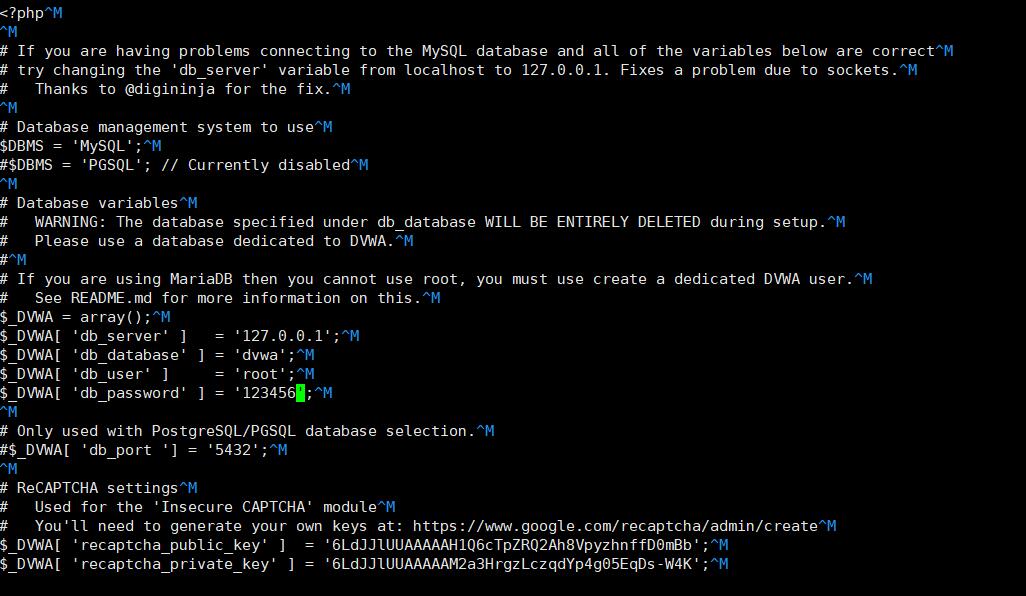 <?php^M
^M
# If you are having problems connecting to the MySQL database and all of the variables below are correct^M
# try changing the 'db_server' variable from localhost to 127.0.0.1. Fixes a problem due to sockets.^M
#   Thanks to @digininja for the fix.^M
^M
# Database management system to use^M
$DBMS = 'MySQL';^M
#$DBMS = 'PGSQL'; // Currently disabled^M
^M
# Database variables^M
#   WARNING: The database specified under db_database WILL BE ENTIRELY DELETED during setup.^M
#   Please use a database dedicated to DVWA.^M
#^M
# If you are using MariaDB then you cannot use root, you must use create a dedicated DVWA user.^M
#   See README.md for more information on this.^M
$_DVWA = array();^M
$_DVWA[ 'db_server' ]   = '127.0.0.1';^M
$_DVWA[ 'db_database' ] = 'dvwa';^M
$_DVWA[ 'db_user' ]     = 'root';^M
$_DVWA[ 'db_password' ] = '123456';^M
^M
# Only used with PostgreSQL/PGSQL database selection.^M
#$_DVWA[ 'db_port '] = '5432';^M
^M
# ReCAPTCHA settings^M
#   Used for the 'Insecure CAPTCHA' module^M
#   You'll need to generate your own keys at: https://www.google.com/recaptcha/admin/create^M
$_DVWA[ 'recaptcha_public_key' ]  = '6LdJJlUUAAAAAH1Q6cTpZRQ2Ah8VpyzhnffD0mBb';^M
$_DVWA[ 'recaptcha_private_key' ] = '6LdJJlUUAAAAAM2a3HrgzLczqdYp4g05EqDs-W4K';^M